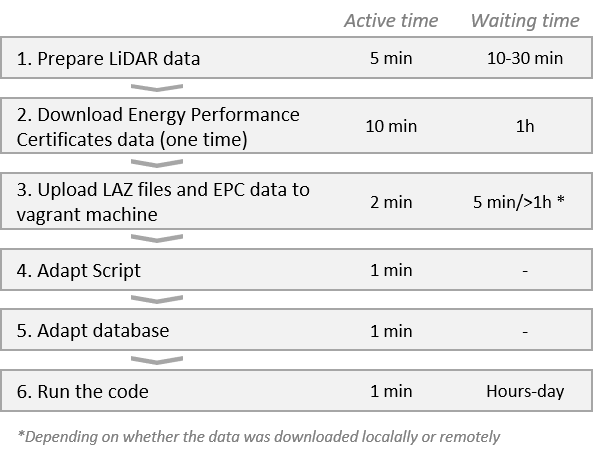 Active time Waiting time
1. Prepare LiDAR data 5 min 10-30 min
2. Download Energy Performance
Certificates data (one time) 10 min 1h
3. Upload LAZ files and EPC data to
vagrant machine 2 min 5 min/>1h *
4. Adapt Script 1 min -
5. Adapt database 1 min -
6. Run the code 1 min Hours-day
*Depending on whether the data was downloaded localally or remotely